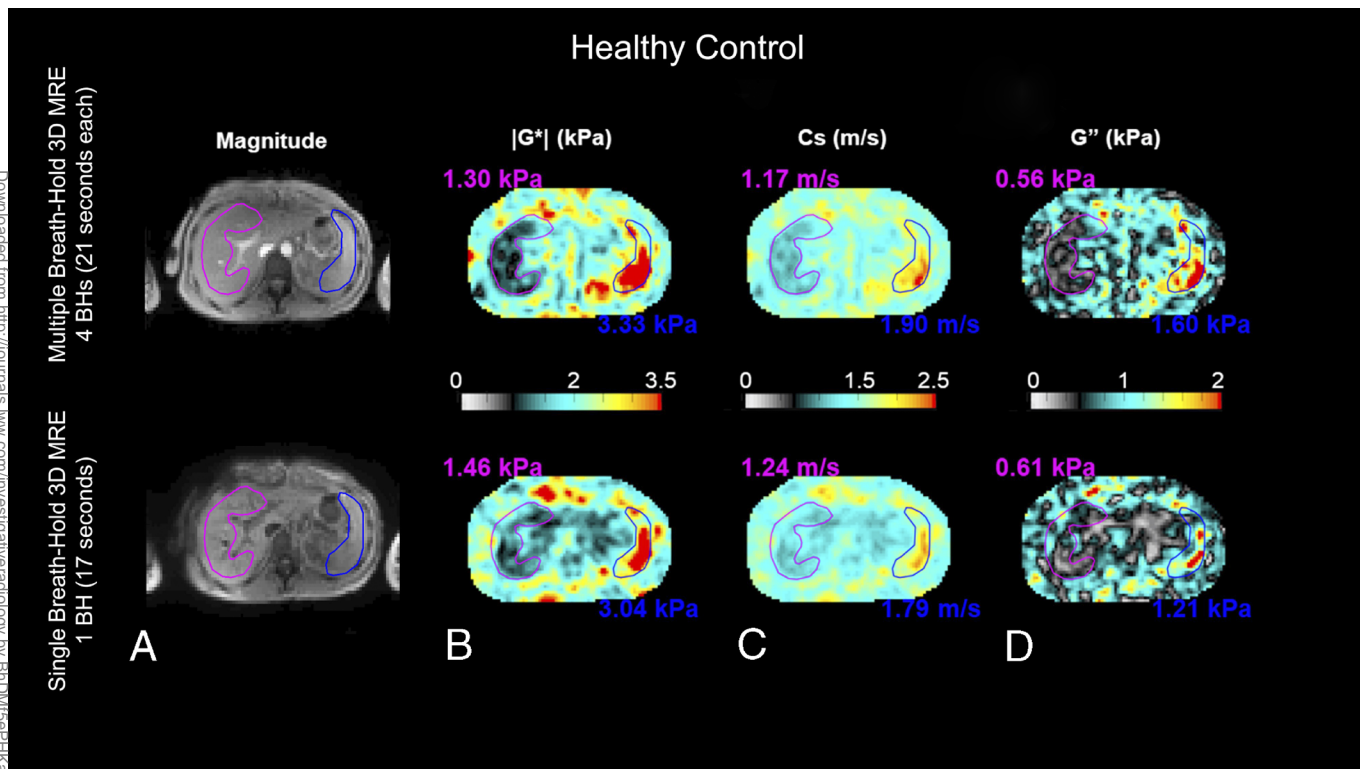 Healthy Control
Multiple Breath-Hold 3D MRE
4 BHs (21 seconds each)
Magnitude
|G*| (kPa)
Cs (m/s)
G” (kPa)
1.30 kPa
1.17 m/s
0.56 kPa
3.33 kPa
1.90 m/s
1.60 kPa
0 2 3.5
0 1.5 2.5
0 1 2
Single Breath-Hold 3D MRE
1 BH (17 seconds)
1.46 kPa
1.24 m/s
0.61 kPa
3.04 kPa
1.79 m/s
1.21 kPa
A
B
C
D